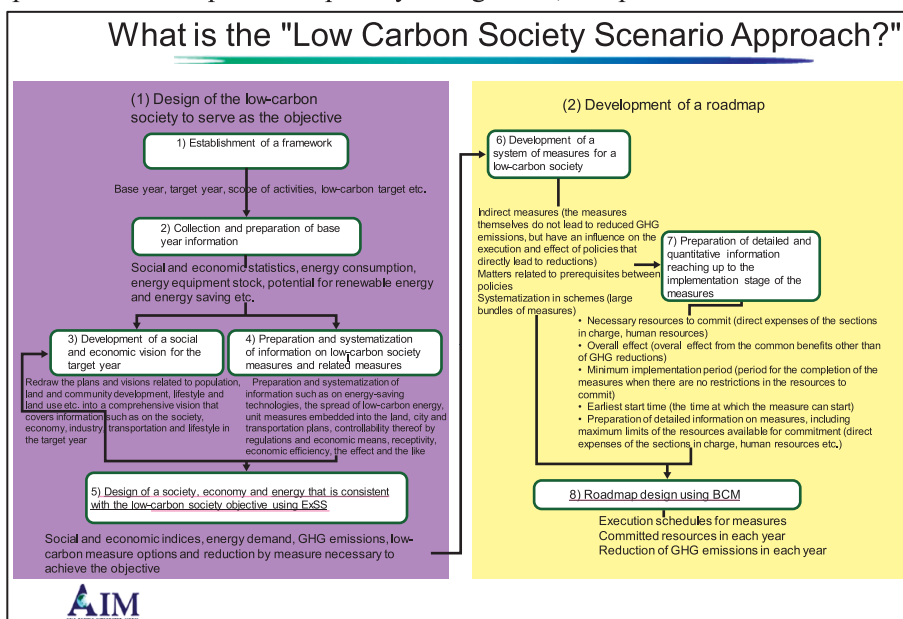 What is the "Low Carbon Society Scenario Approach?"
(1) Design of the low-carbon
society to serve as the objective
1) Establishment of a framework
Base year, target year, scope of activities, low-carbon target etc.
2) Collection and preparation of base
year information
Social and economic statistics, energy consumption,
energy equipment stock, potential for renewable energy
and energy saving etc.
3) Development of a social
and economic vision for the
target year
Redraw the plans and visions related to population,
land and community development, lifestyle and
land use etc. into a comprehensive vision that
covers information such as on the society,
economy, industry, transportation and lifestyle in
the target year
4) Preparation and systematization
of information on low-carbon society
measures and related measures
Preparation and systematization of
information such as on energy-saving
technologies, the spread of low-carbon energy,
unit measures embedded into the land, city and
transportation plans, controllability thereof by
regulations and economic means, receptivity,
economic efficiency, the effect and the like
5) Design of a society, economy and energy that is consistent
with the low-carbon society objective using ExSS
Social and economic indices, energy demand, GHG emissions, low-
carbon measure options and reduction by measure necessary to
achieve the objective
(2) Development of a roadmap
6) Development of a
system of measures for a
low-carbon society
Indirect measures (the measures
themselves do not lead to reduced GHG
emissions, but have an influence on the
execution and effect of policies that
directly lead to reductions)
Matters related to prerequisites between
policies
Systematization in schemes (large
bundles of measures)
7) Preparation of detailed and
quantitative information
reaching up to the
implementation stage of the
measures
• Necessary resources to commit (direct expenses of the sections
in charge, human resources)
• Overall effect (overal effect from the common benefits other than
of GHG reductions)
• Minimum implementation period (period for the completion of
the measures when there are no restrictions in the resources to
commit)
• Earliest start time (the time at which the measure can start)
• Preparation of detailed information on measures, including
maximum limits of the resources available for commitment (direct
expenses of the sections in charge, human resources etc.)
8) Roadmap design using BCM
Execution schedules for measures
Committed resources in each year
Reduction of GHG emissions in each year
AIM